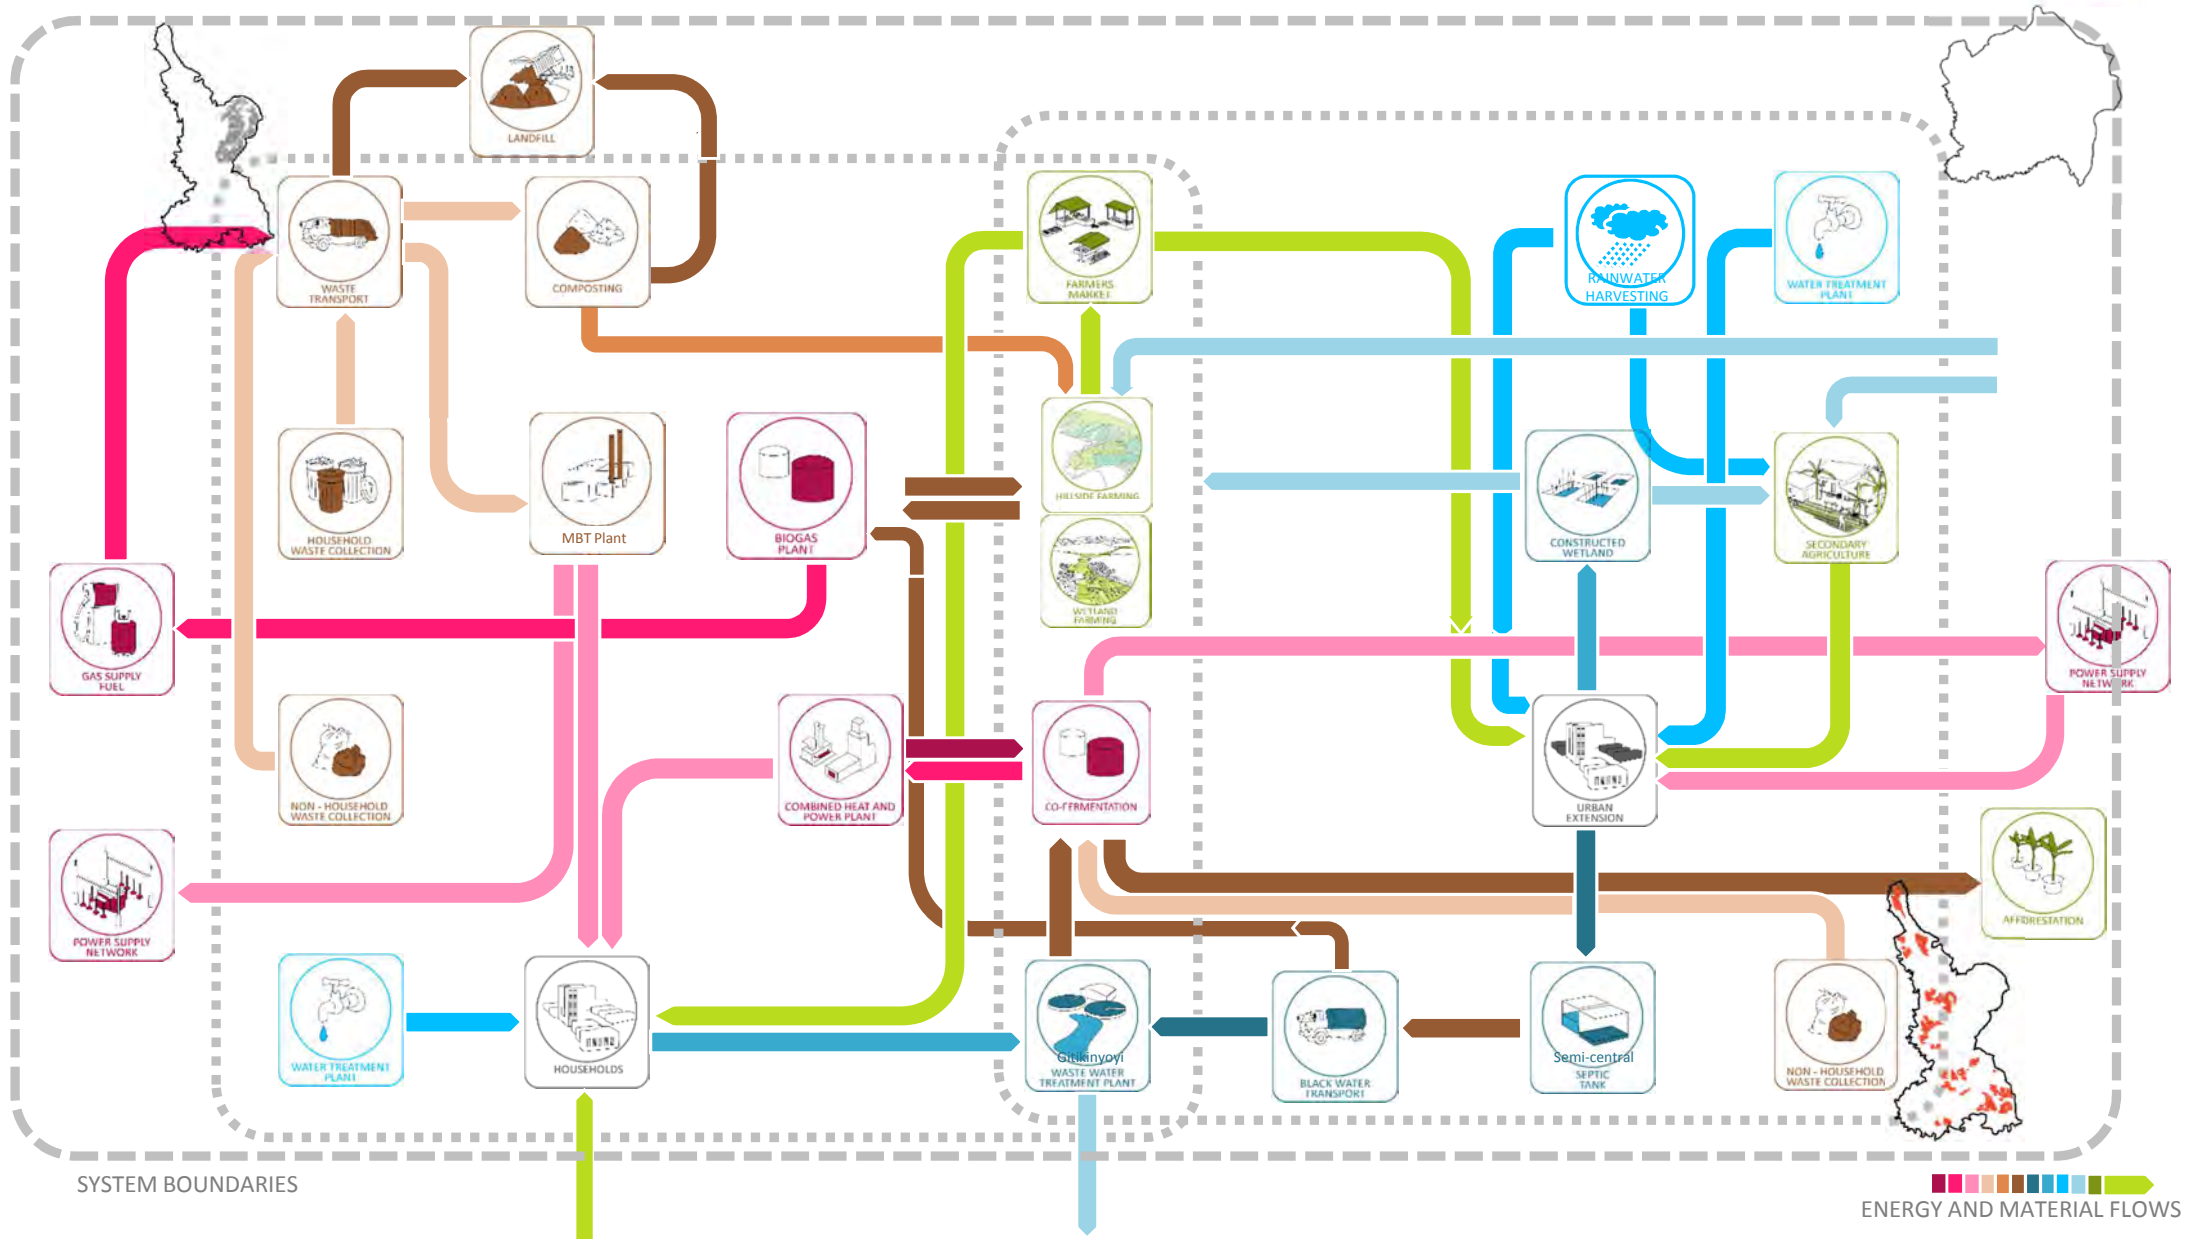 LANDFILL
WASTE
TRANSPORT
COMPOSTING
FARMERS
MARKET
RAINWATER
HARVESTING
WATER TREATMENT
PLANT
HOUSEHOLD
WASTE COLLECTION
MBT Plant
BIOGAS
PLANT
HILLSIDE FARMING
WETLAND
FARMING
CONSTRUCTED
WETLAND
SECONDARY
AGRICULTURE
GAS SUPPLY
FUEL
POWER SUPPLY
NETWORK
NON - HOUSEHOLD
WASTE COLLECTION
COMBINED HEAT AND
POWER PLANT
CO-FERMENTATION
URBAN
EXTENSION
POWER SUPPLY
NETWORK
AFFORESTATION
WATER TREATMENT
PLANT
HOUSEHOLDS
Gitikinyoyi
WASTE WATER
TREATMENT PLANT
BLACK WATER
TRANSPORT
Semi-central
SEPTIC
TANK
NON - HOUSEHOLD
WASTE COLLECTION
SYSTEM BOUNDARIES
ENERGY AND MATERIAL FLOWS